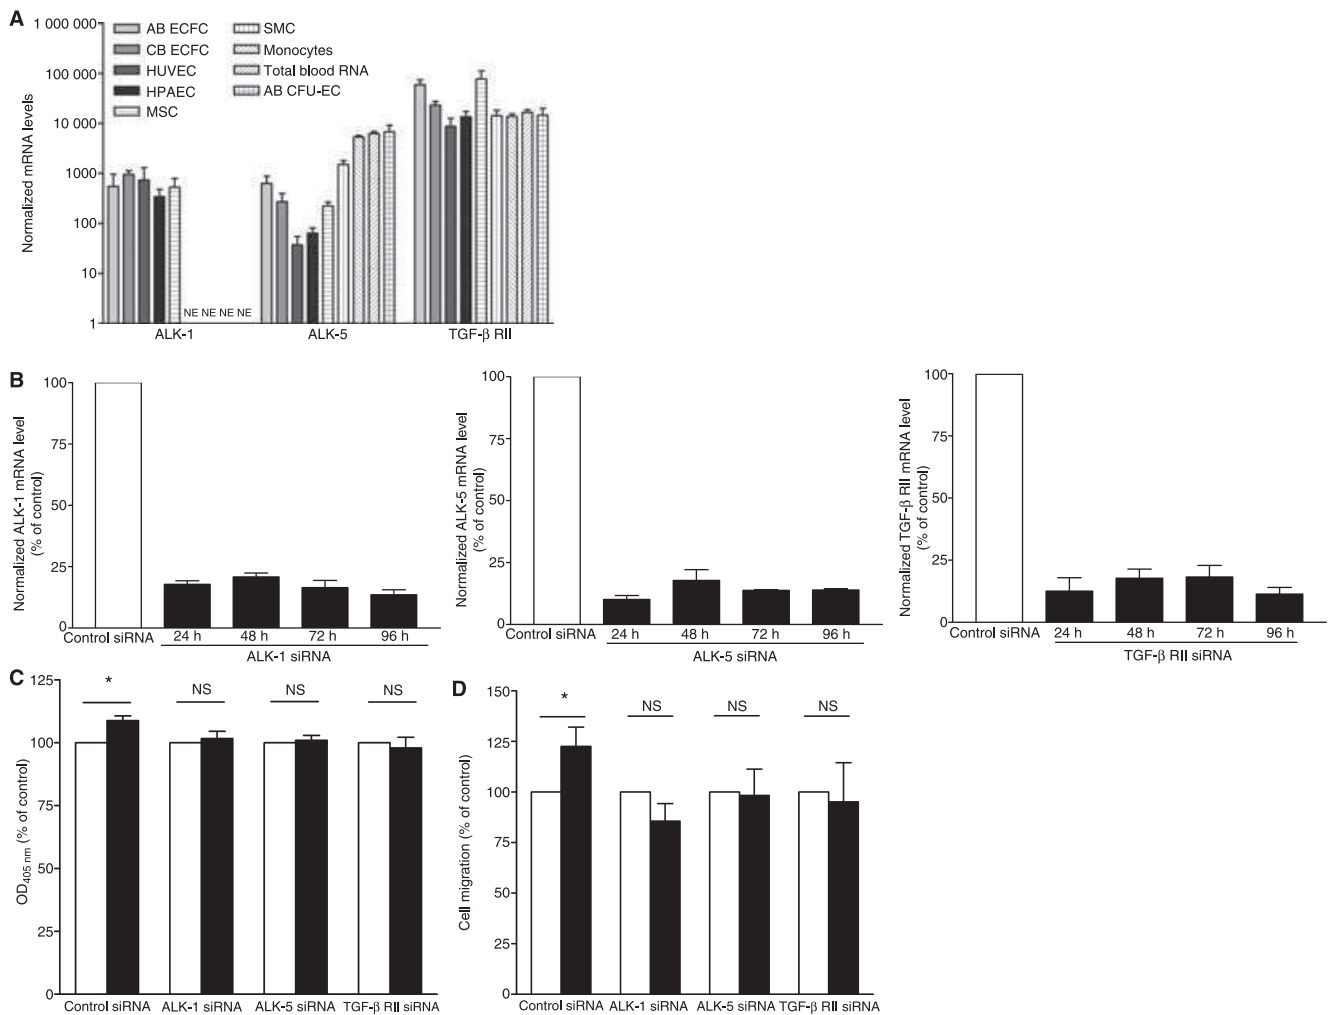 A
1 000 000
100 000
10 000
1000
100
10
1
Normalized mRNA levels
AB ECFC
CB ECFC
HUVEC
HPAEC
MSC
SMC
Monocytes
Total blood RNA
AB CFU-EC
NE NE NE NE
ALK-1
ALK-5
TGF-β RII
B
Normalized ALK-1 mRNA level
(% of control)
100
75
50
25
0
Control siRNA
24 h
48 h
72 h
96 h
ALK-1 siRNA
Normalized ALK-5 mRNA level
(% of control)
100
75
50
25
0
Control siRNA
24 h
48 h
72 h
96 h
ALK-5 siRNA
Normalized TGF-β RII mRNA level
(% of control)
100
75
50
25
0
Control siRNA
24 h
48 h
72 h
96 h
TGF-β RII siRNA
C
OD405 nm (% of control)
125
100
75
50
25
0
*
NS
NS
NS
Control siRNA
ALK-1 siRNA
ALK-5 siRNA
TGF-β RII siRNA
D
Cell migration (% of control)
150
125
100
75
50
25
0
*
NS
NS
NS
Control siRNA
ALK-1 siRNA
ALK-5 siRNA
TGF-β RII siRNA